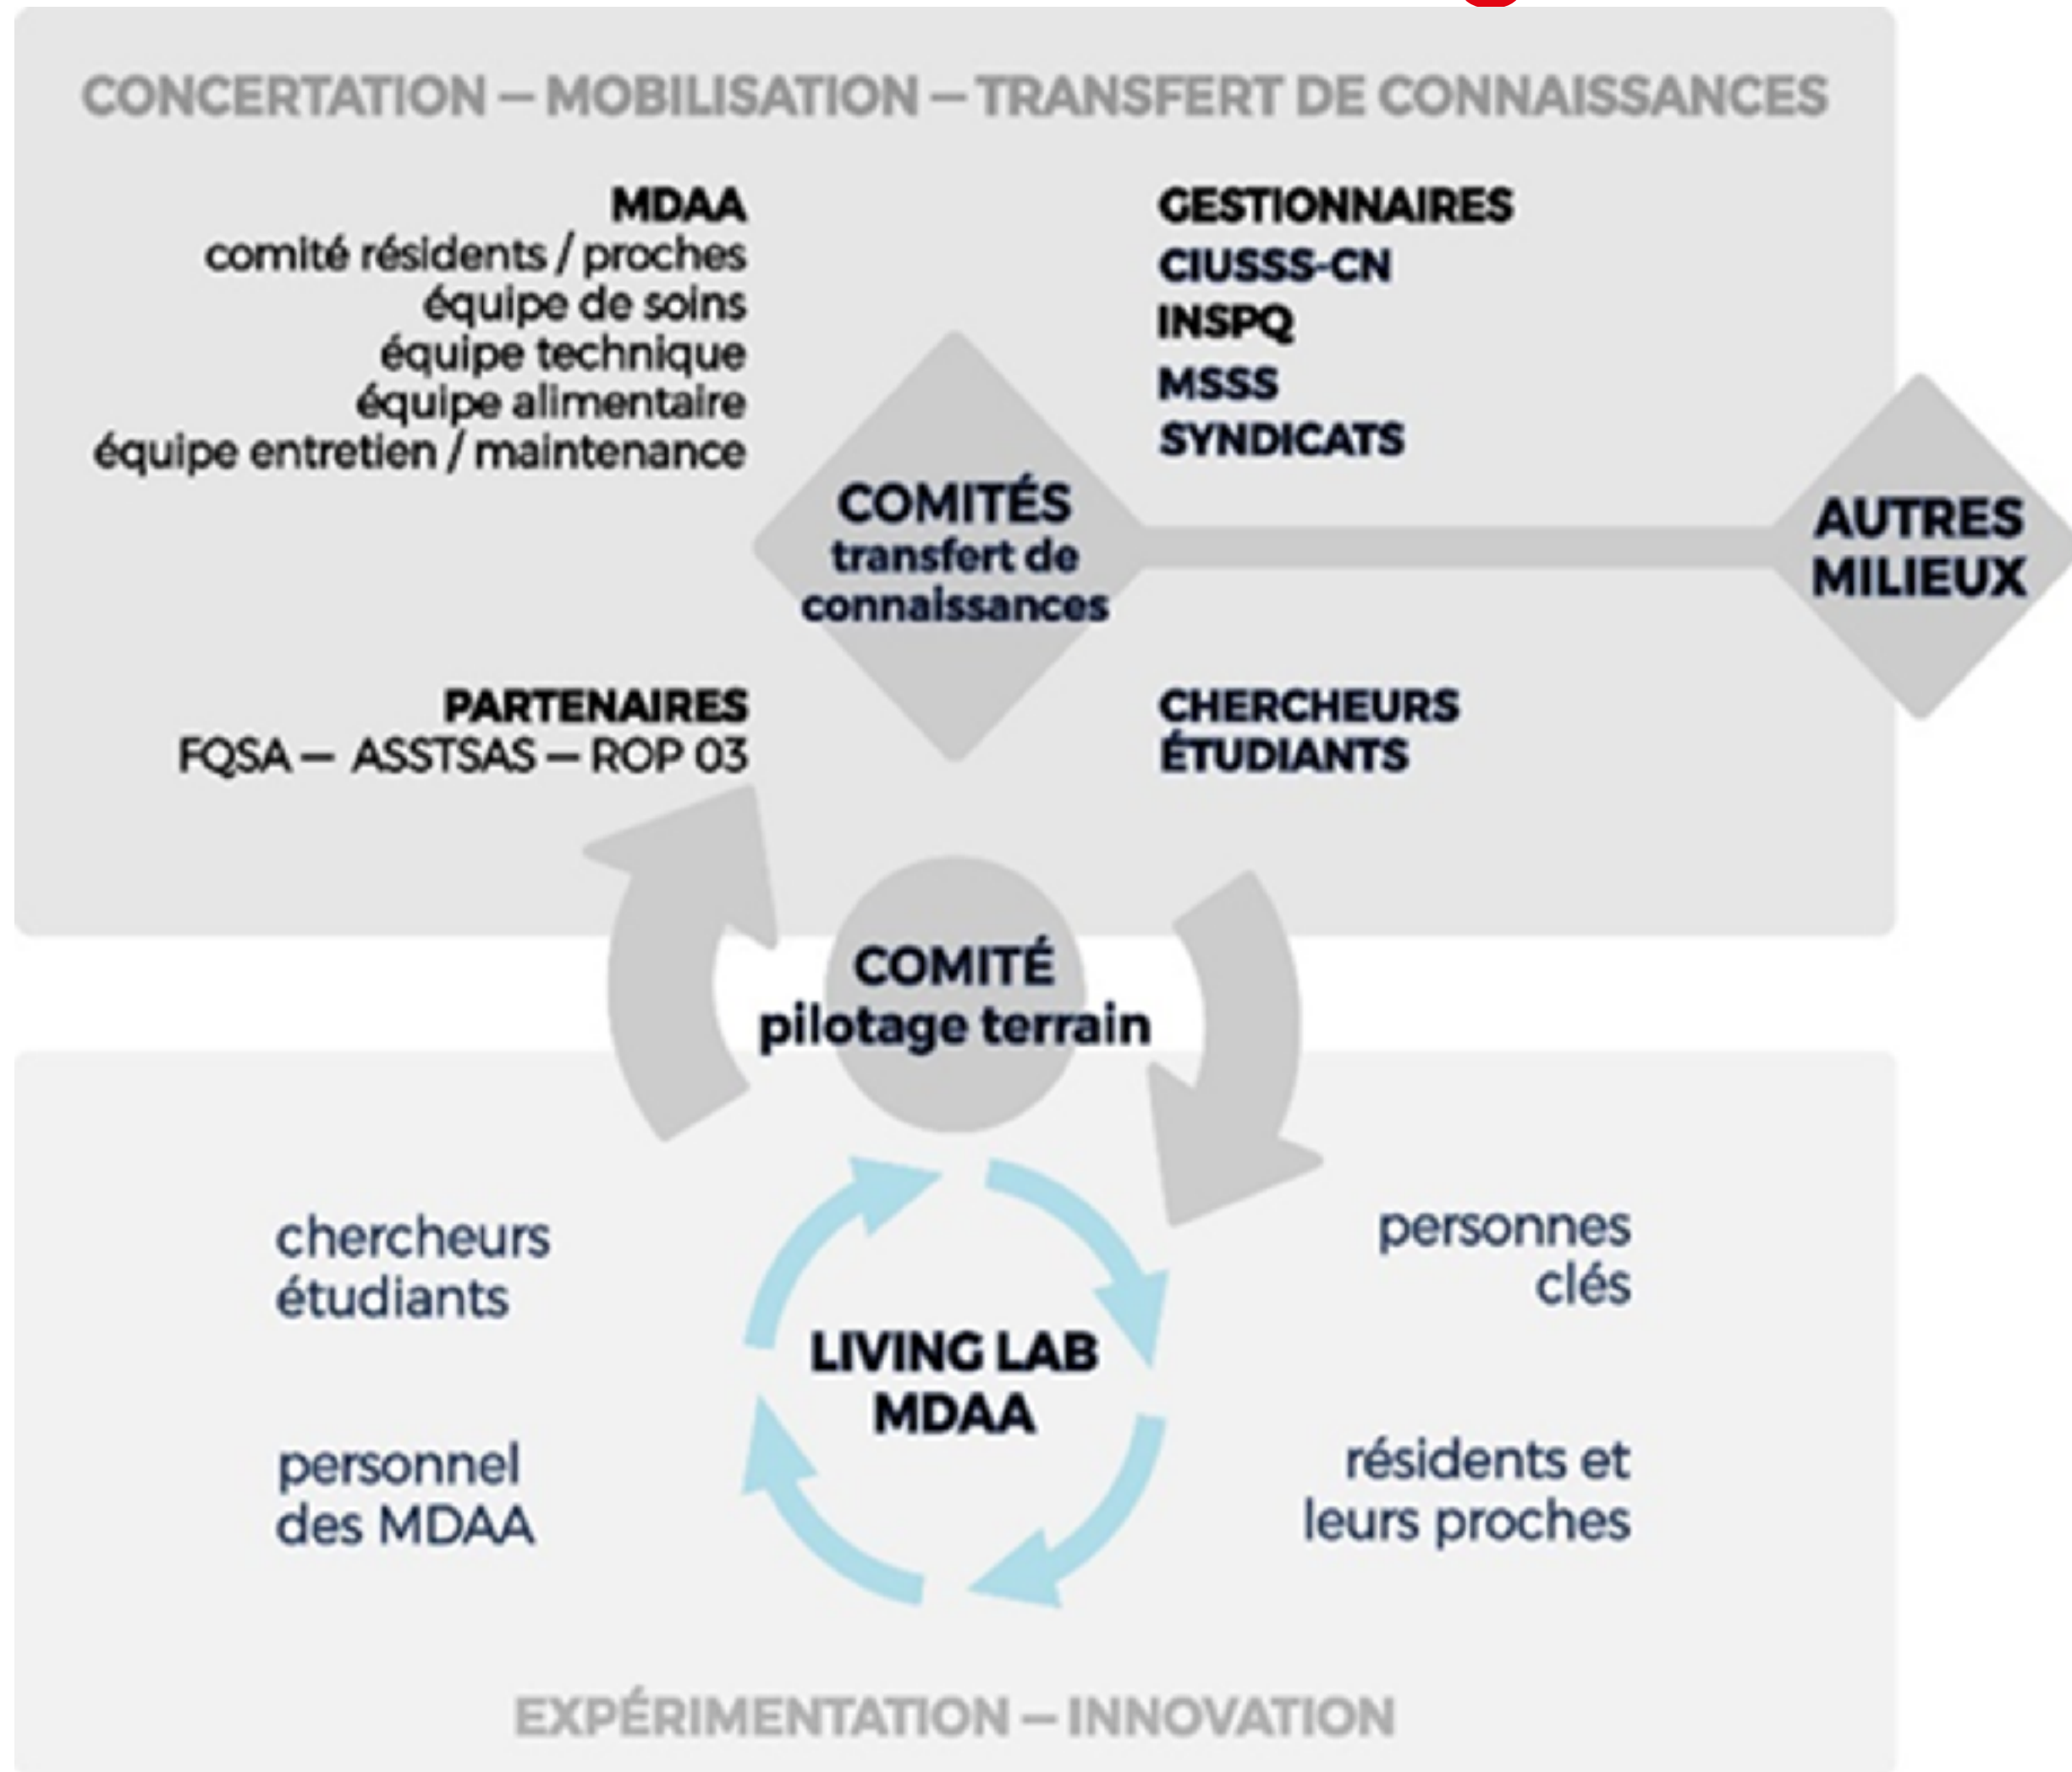 CONCERTATION – MOBILISATION – TRANSFERT DE CONNAISSANCES
MDAA
comité résidents / proches
équipe de soins
équipe technique
équipe alimentaire
équipe entretien / maintenance
GESTIONNAIRES
CIUSSS-CN
INSPQ
MSSS
SYNDICATS
COMITÉS
transfert de
connaissances
AUTRES
MILIEUX
PARTENAIRES
FQSA – ASSTSAS – ROP 03
CHERCHEURS
ÉTUDIANTS
COMITÉ
pilotage terrain
chercheurs
étudiants
personnes
clés
LIVING LAB
MDAA
personnel
des MDAA
résidents et
leurs proches
EXPÉRIMENTATION – INNOVATION